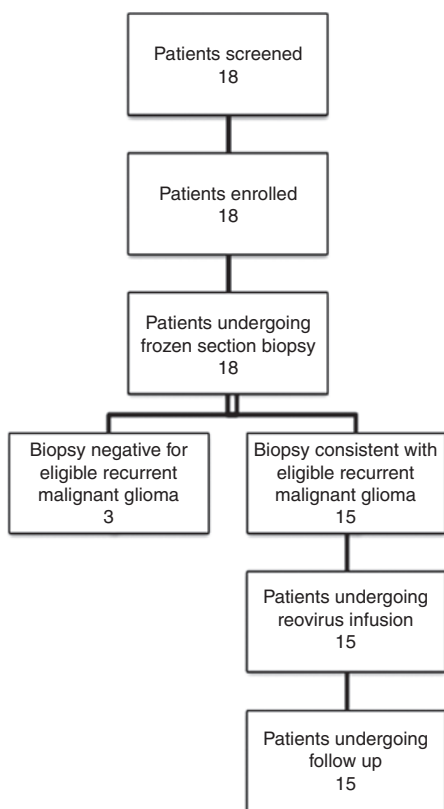 Patients screened
18
Patients enrolled
18
Patients undergoing
frozen section biopsy
18
Biopsy negative for
eligible recurrent
malignant glioma
3
Biopsy consistent with
eligible recurrent
malignant glioma
15
Patients undergoing
reovirus infusion
15
Patients undergoing
follow up
15